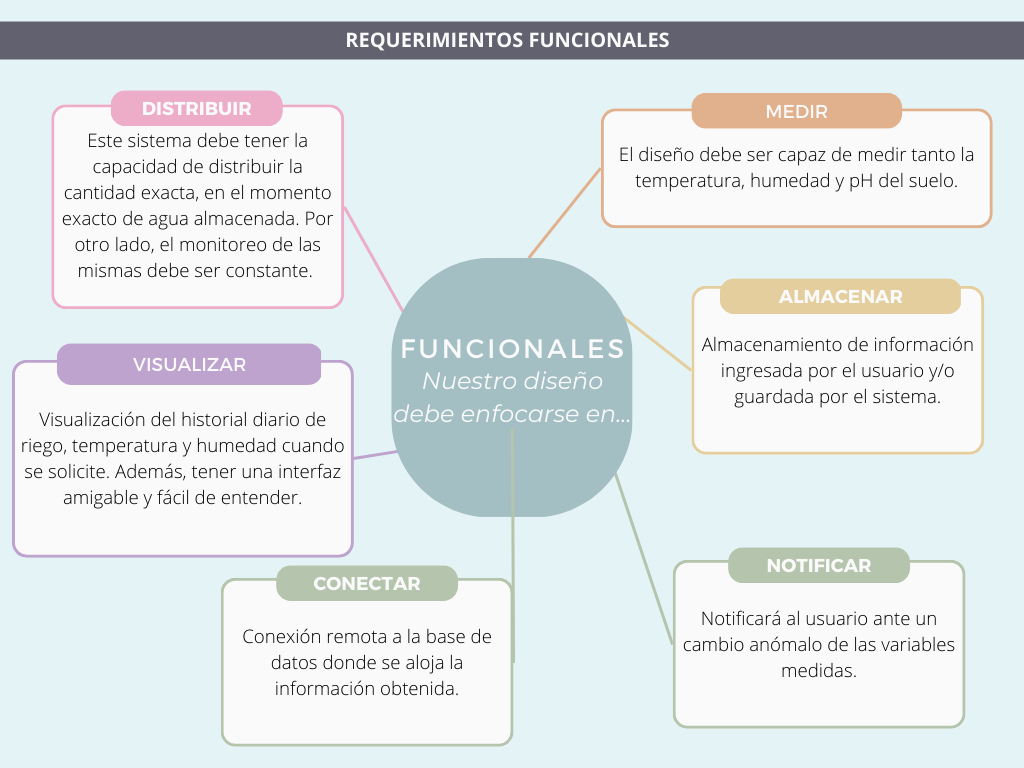 REQUERIMIENTOS FUNCIONALES
DISTRIBUIR
Este sistema debe tener la
capacidad de distribuir la
cantidad exacta, en el momento
exacto de agua almacenada. Por
otro lado, el monitoreo de las
mismas debe ser constante.
MEDIR
El diseño debe ser capaz de medir tanto la
temperatura, humedad y pH del suelo.
FUNCIONALES
Nuestro diseño
debe enfocarse en...
ALMACENAR
Almacenamiento de información
ingresada por el usuario y/o
guardada por el sistema.
VISUALIZAR
Visualización del historial diario de
riego, temperatura y humedad cuando
se solicite. Además, tener una interfaz
amigable y fácil de entender.
CONECTAR
Conexión remota a la base de
datos donde se aloja la
información obtenida.
NOTIFICAR
Notificará al usuario ante un
cambio anómalo de las variables
medidas.